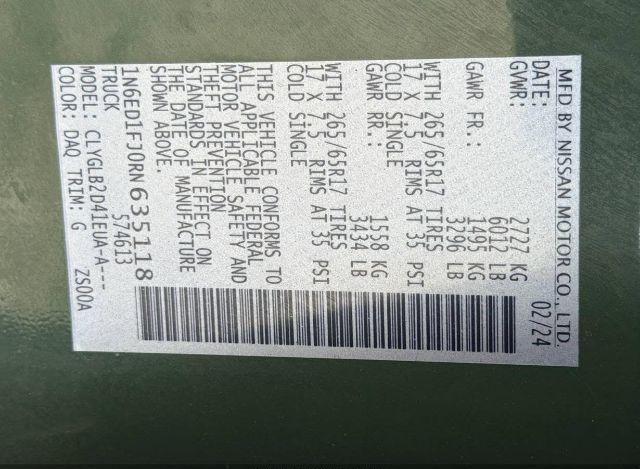 MFD BY NISSAN MOTOR CO., LTD.
DATE: 02/24
GVWR: 2727 KG
6012 LB
GAWR FR: 1495 KG
3296 LB
WITH 265/65R17 TIRES
17 X 7.5 RIMS AT 35 PSI
COLD SINGLE
GAWR RR.: 1558 KG
3434 LB
WITH 265/65R17 TIRES
17 X 7.5 RIMS AT 35 PSI
COLD SINGLE
THIS VEHICLE CONFORMS TO
ALL APPLICABLE FEDERAL
MOTOR VEHICLE SAFETY AND
THEFT PREVENTION
STANDARDS IN EFFECT ON
THE DATE OF MANUFACTURE
SHOWN ABOVE.
1N6ED1FJ0RN635118
TRUCK 574613
MODEL: CLYGLB2D41EUA-A---
COLOR: DAQ TRIM: G ZS00A